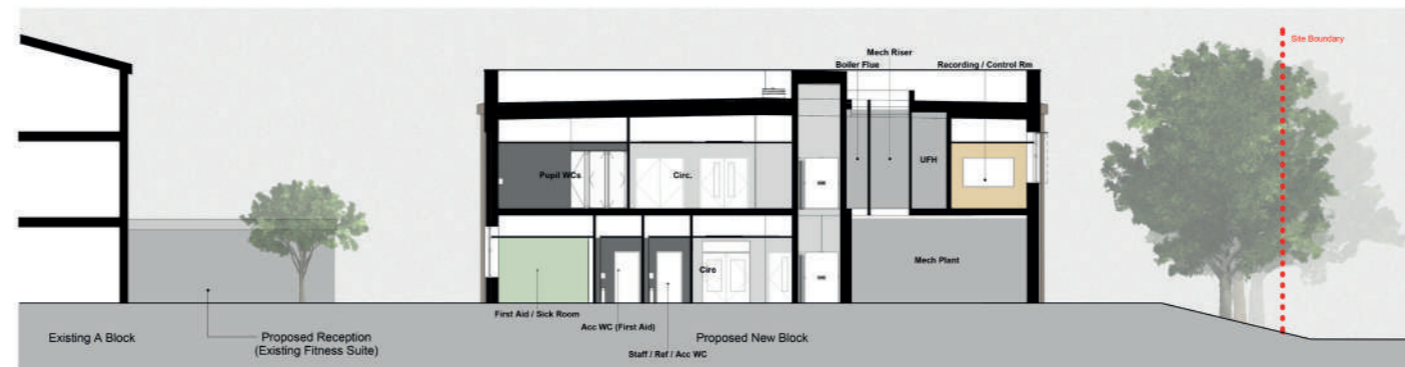 Site Boundary
Mech Riser
Boiler Flue
Recording / Control Rm
UFH
Pupil WCs
Circ.
Circ
Mech Plant
First Aid / Sick Room
Acc WC (First Aid)
Staff / Ref / Acc WC
Existing A Block
Proposed Reception
(Existing Fitness Suite)
Proposed New Block